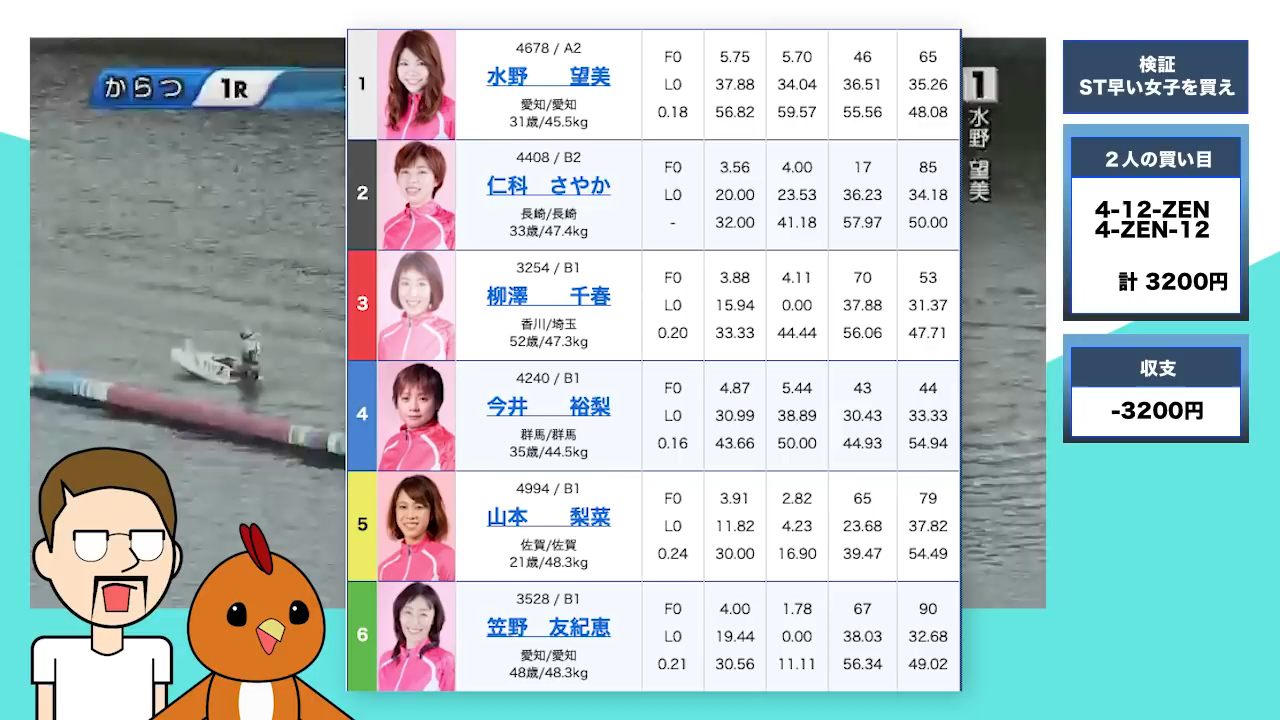 からつ 1R
1 水野 望美
検証
ST早い女子を買え
2人の買い目
4-12-ZEN
4-ZEN-12
計 3200円
収支
-3200円
1
4678 / A2
水野 望美
愛知/愛知
31歳/45.5kg
F0 5.75 5.70 46 65
L0 37.88 34.04 36.51 35.26
0.18 56.82 59.57 55.56 48.08
2
4408 / B2
仁科 さやか
長崎/長崎
33歳/47.4kg
F0 3.56 4.00 17 85
L0 20.00 23.53 36.23 34.18
- 32.00 41.18 57.97 50.00
3
3254 / B1
柳澤 千春
香川/埼玉
52歳/47.3kg
F0 3.88 4.11 70 53
L0 15.94 0.00 37.88 31.37
0.20 33.33 44.44 56.06 47.71
4
4240 / B1
今井 裕梨
群馬/群馬
35歳/44.5kg
F0 4.87 5.44 43 44
L0 30.99 38.89 30.43 33.33
0.16 43.66 50.00 44.93 54.94
5
4994 / B1
山本 梨菜
佐賀/佐賀
21歳/48.3kg
F0 3.91 2.82 65 79
L0 11.82 4.23 23.68 37.82
0.24 30.00 16.90 39.47 54.49
6
3528 / B1
笠野 友紀恵
愛知/愛知
48歳/48.3kg
F0 4.00 1.78 67 90
L0 19.44 0.00 38.03 32.68
0.21 30.56 11.11 56.34 49.02